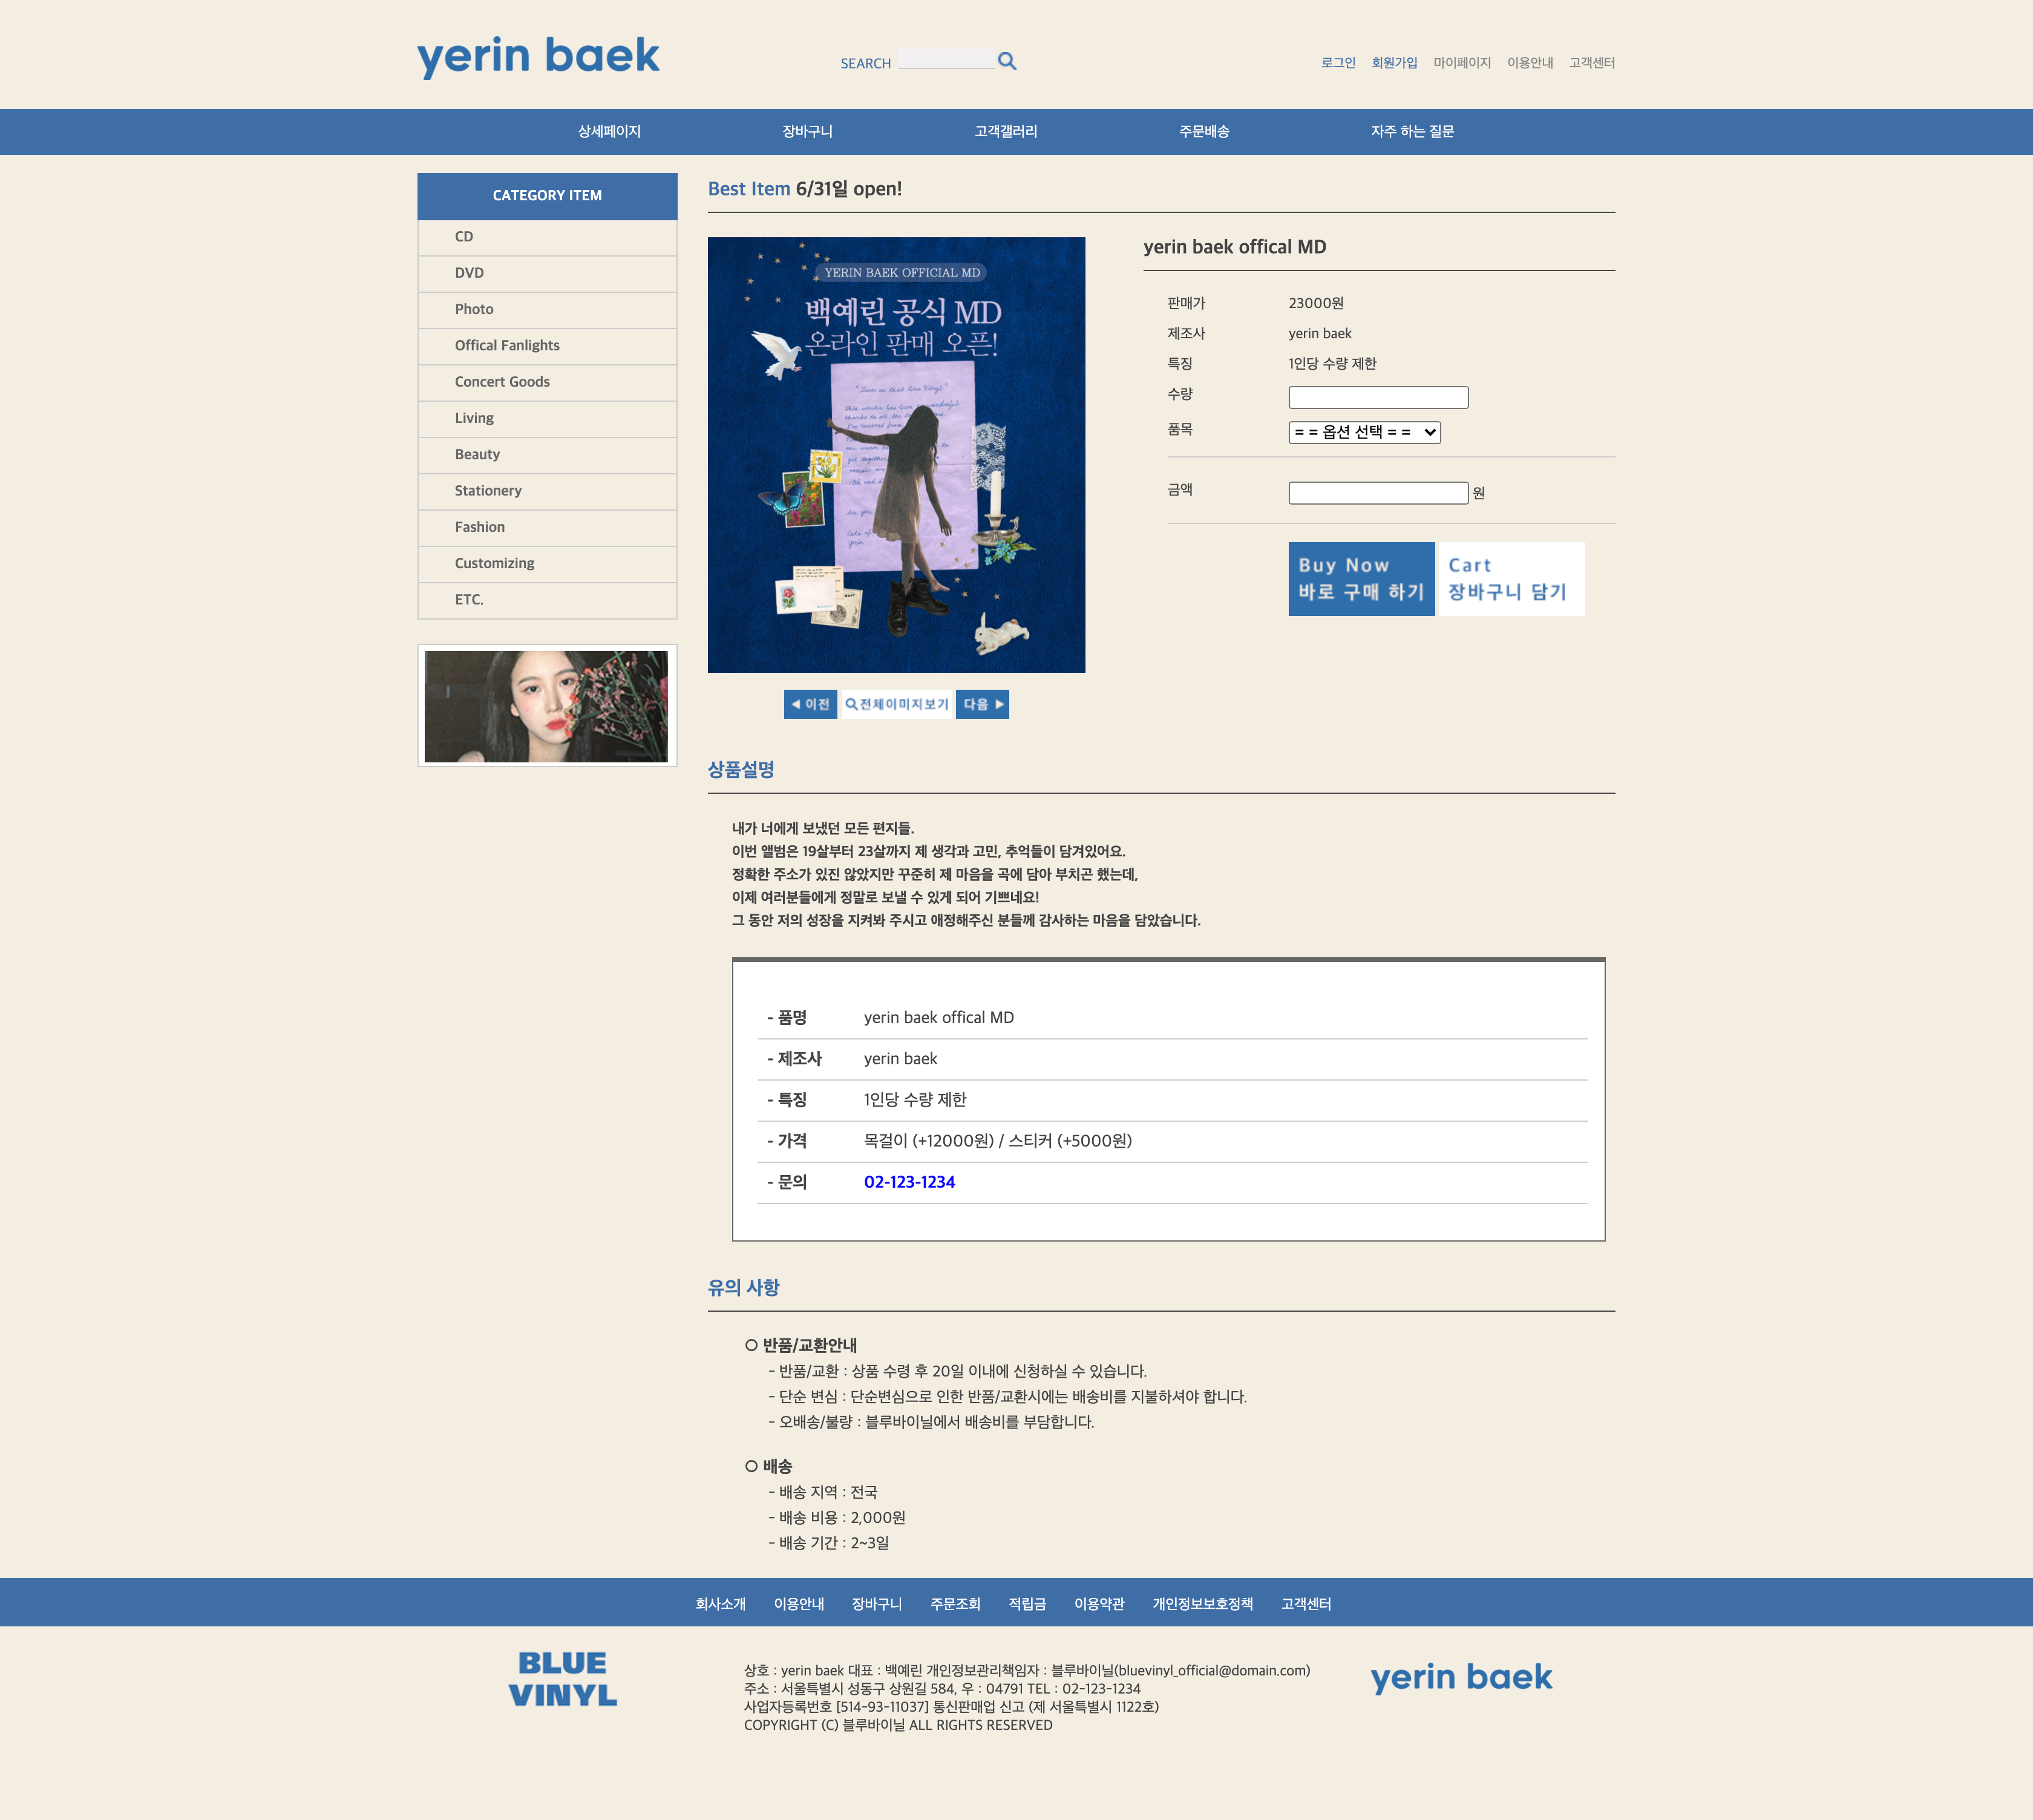 yerin baek
SEARCH
로그인 회원가입 마이페이지 이용안내 고객센터
상세페이지 장바구니 고객갤러리 주문배송 자주 하는 질문
CATEGORY ITEM
CD
DVD
Photo
Offical Fanlights
Concert Goods
Living
Beauty
Stationery
Fashion
Customizing
ETC.
Best Item 6/31일 open!
YERIN BAEK OFFICIAL MD
백예린 공식 MD
온라인 판매 오픈!
◀ 이전 전체이미지보기 다음 ▶
yerin baek offical MD
판매가 23000원
제조사 yerin baek
특징 1인당 수량 제한
수량
품목 = = 옵션 선택 = =
금액 원
Buy Now
바로 구매 하기
Cart
장바구니 담기
상품설명
내가 너에게 보냈던 모든 편지들.
이번 앨범은 19살부터 23살까지 제 생각과 고민, 추억들이 담겨있어요.
정확한 주소가 있진 않았지만 꾸준히 제 마음을 곡에 담아 부치곤 했는데,
이제 여러분들에게 정말로 보낼 수 있게 되어 기쁘네요!
그 동안 저의 성장을 지켜봐 주시고 애정해주신 분들께 감사하는 마음을 담았습니다.
- 품명 yerin baek offical MD
- 제조사 yerin baek
- 특징 1인당 수량 제한
- 가격 목걸이 (+12000원) / 스티커 (+5000원)
- 문의 02-123-1234
유의 사항
○ 반품/교환안내
- 반품/교환 : 상품 수령 후 20일 이내에 신청하실 수 있습니다.
- 단순 변심 : 단순변심으로 인한 반품/교환시에는 배송비를 지불하셔야 합니다.
- 오배송/불량 : 블루바이닐에서 배송비를 부담합니다.
○ 배송
- 배송 지역 : 전국
- 배송 비용 : 2,000원
- 배송 기간 : 2~3일
회사소개 이용안내 장바구니 주문조회 적립금 이용약관 개인정보보호정책 고객센터
BLUE
VINYL
상호 : yerin baek 대표 : 백예린 개인정보관리책임자 : 블루바이닐(bluevinyl_official@domain.com)
주소 : 서울특별시 성동구 상원길 584, 우 : 04791 TEL : 02-123-1234
사업자등록번호 [514-93-11037] 통신판매업 신고 (제 서울특별시 1122호)
COPYRIGHT (C) 블루바이닐 ALL RIGHTS RESERVED
yerin baek